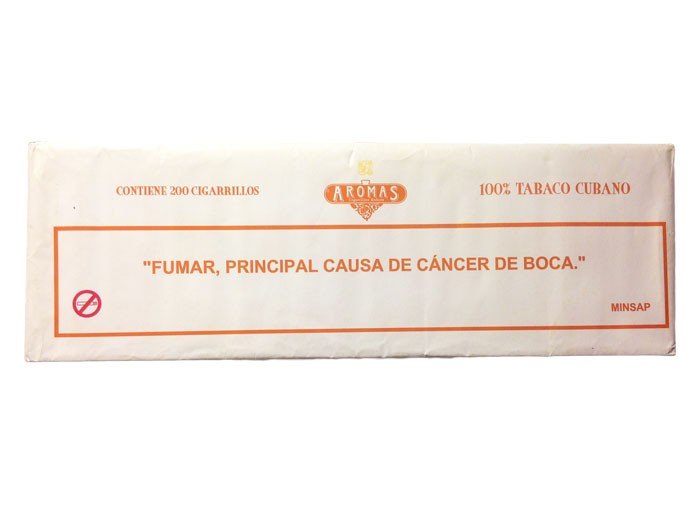 CONTIENE 200 CIGARRILLOS
AROMAS
100% TABACO CUBANO
"FUMAR, PRINCIPAL CAUSA DE CÁNCER DE BOCA."
MINSAP